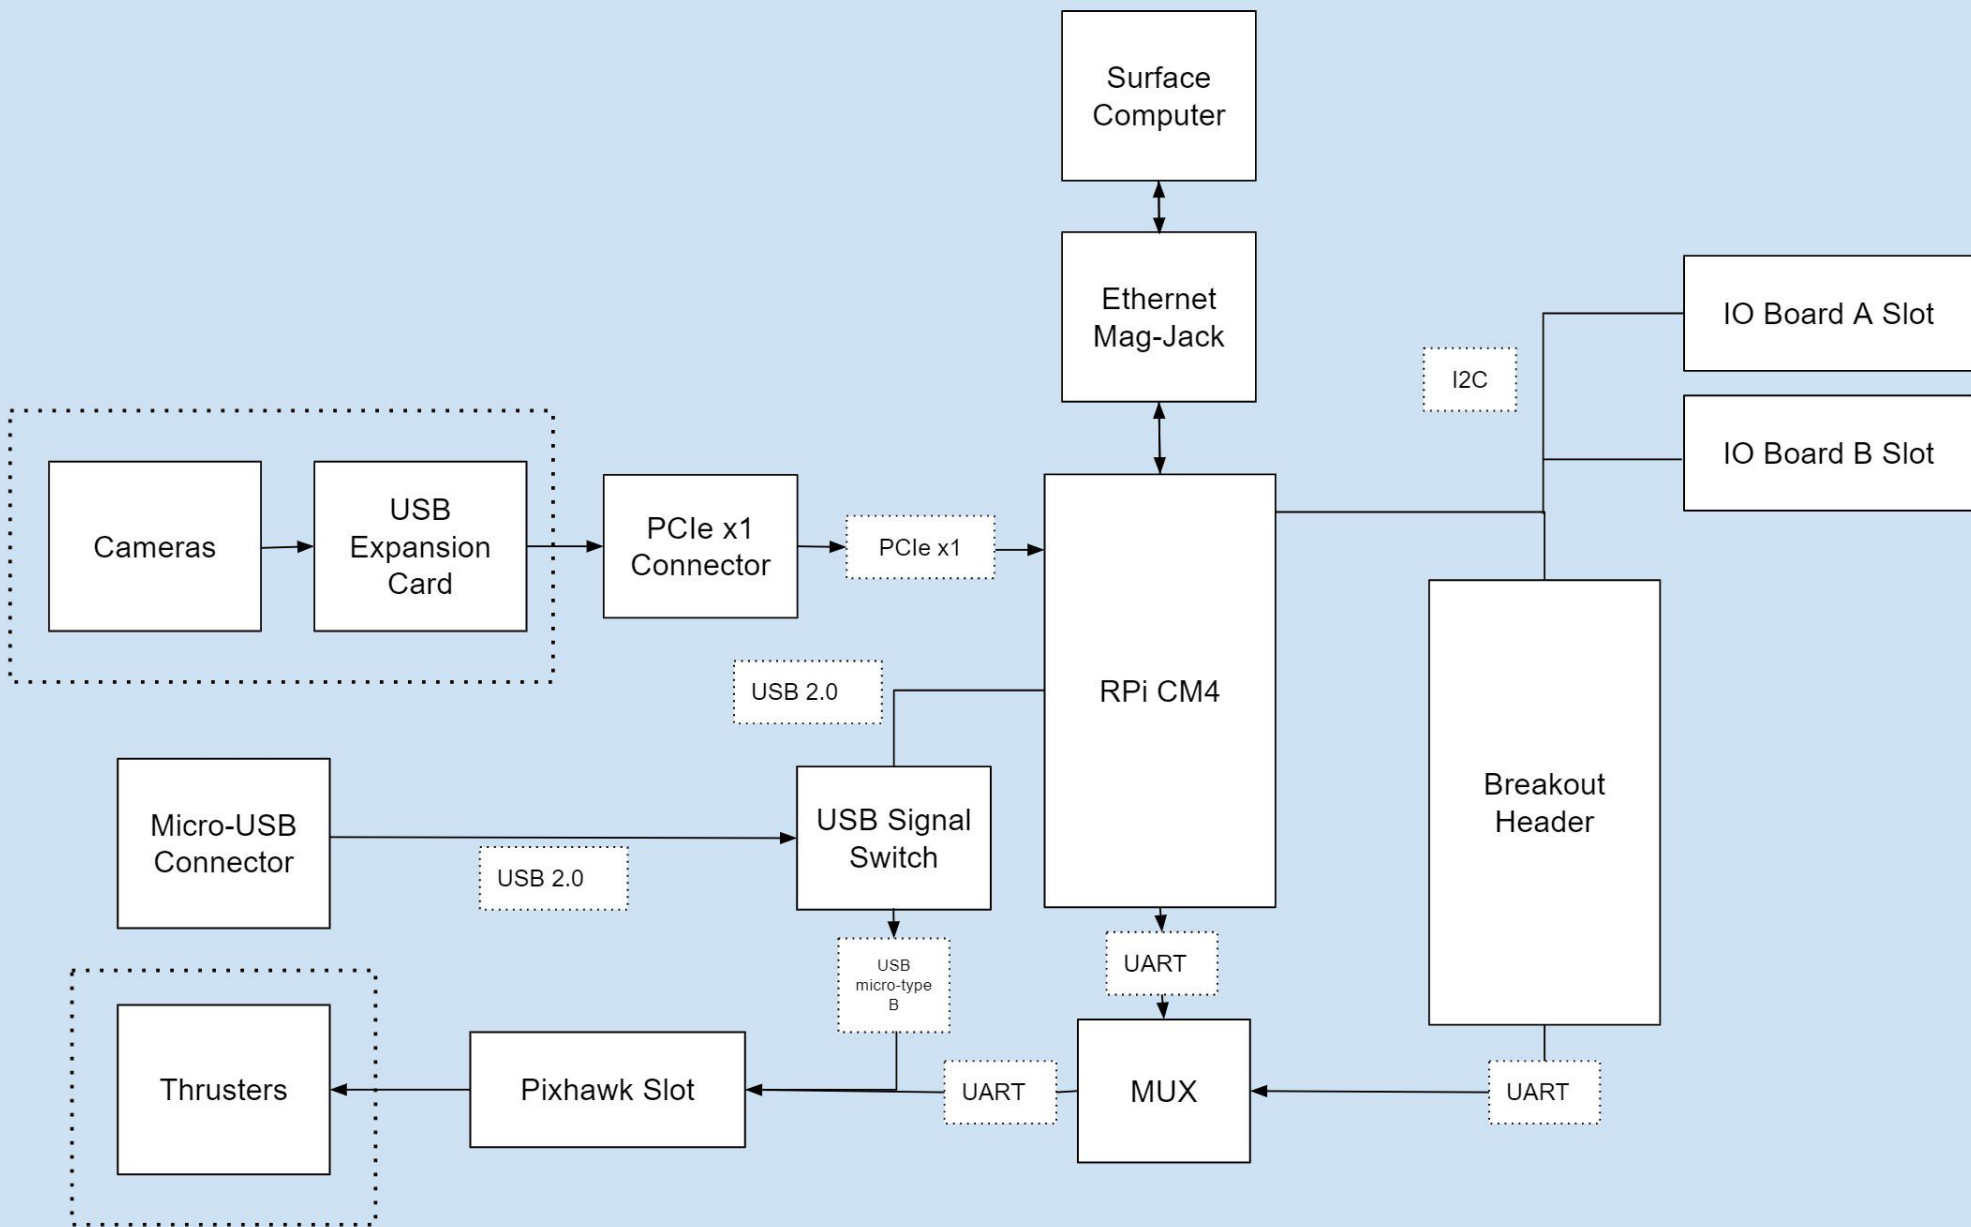 Surface
Computer
Ethernet
Mag-Jack
IO Board A Slot
I2C
IO Board B Slot
Cameras
USB
Expansion
Card
PCIe x1
Connector
PCIe x1
RPi CM4
USB 2.0
Micro-USB
Connector
USB 2.0
USB Signal
Switch
Breakout
Header
USB
micro-type
B
UART
Thrusters
Pixhawk Slot
UART
MUX
UART